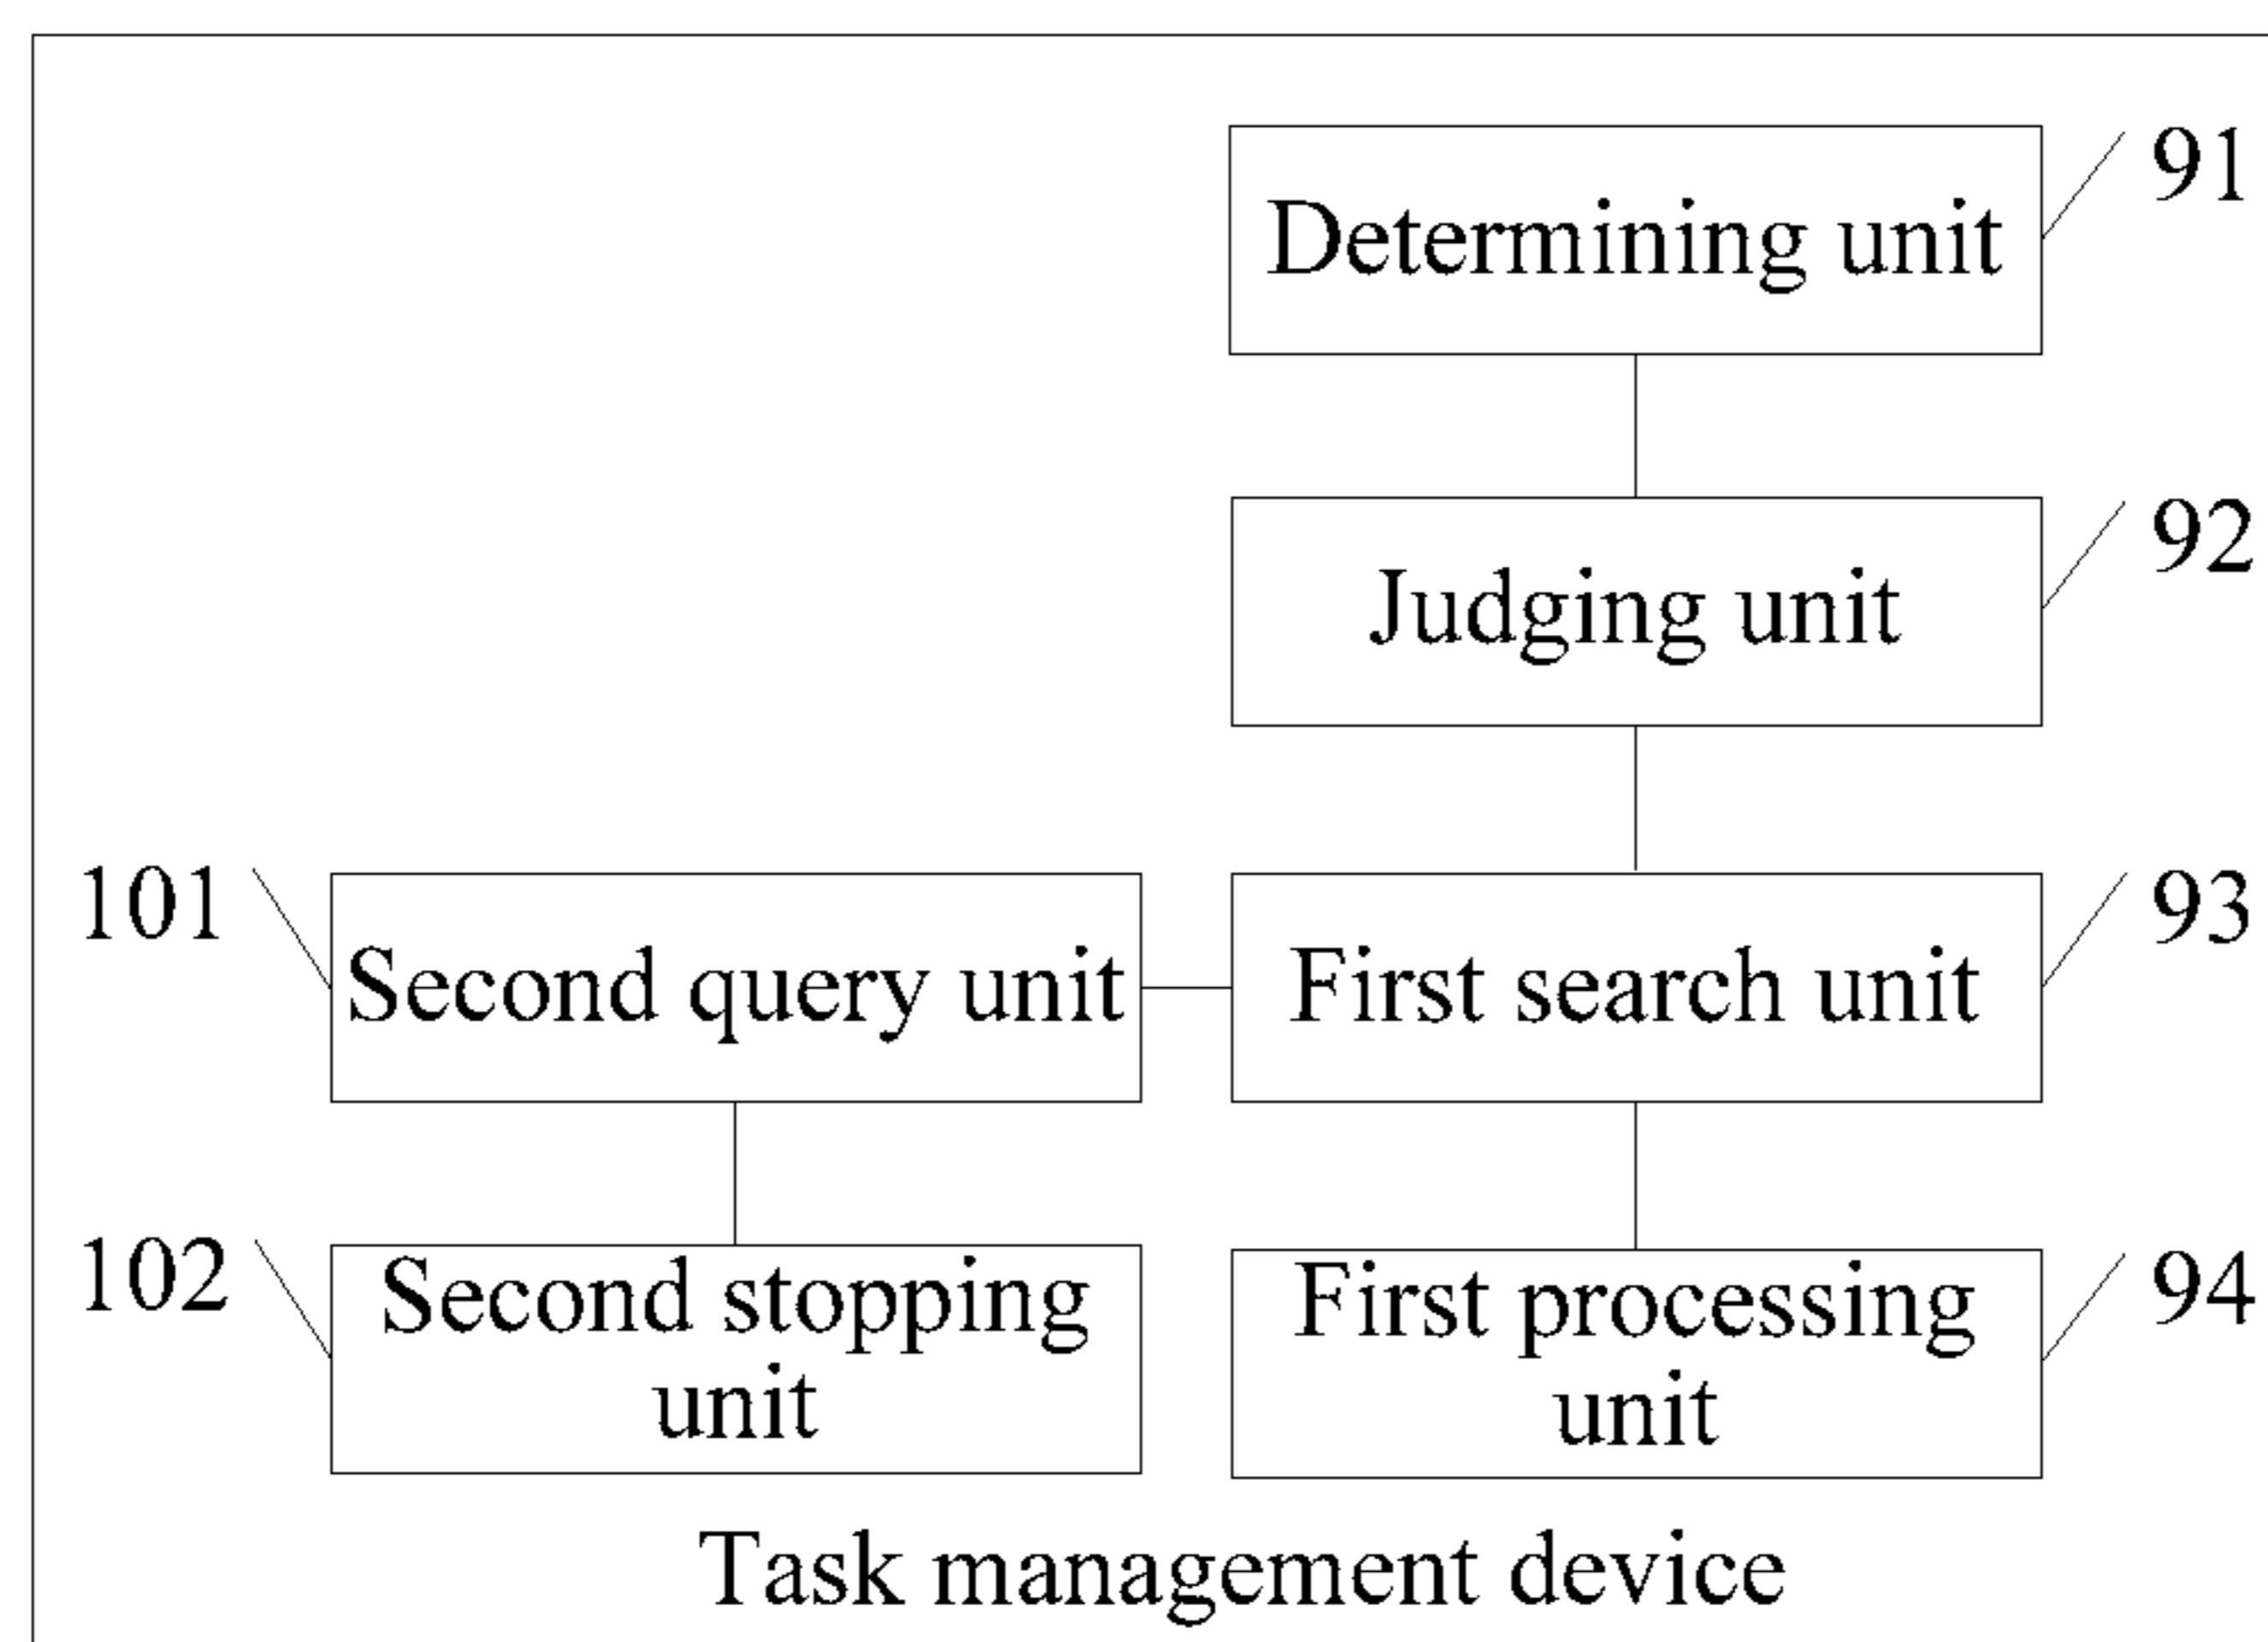 Determining unit
91
Judging unit
92
101
Second query unit
First search unit
93
102
Second stopping
unit
First processing
unit
94
Task management device